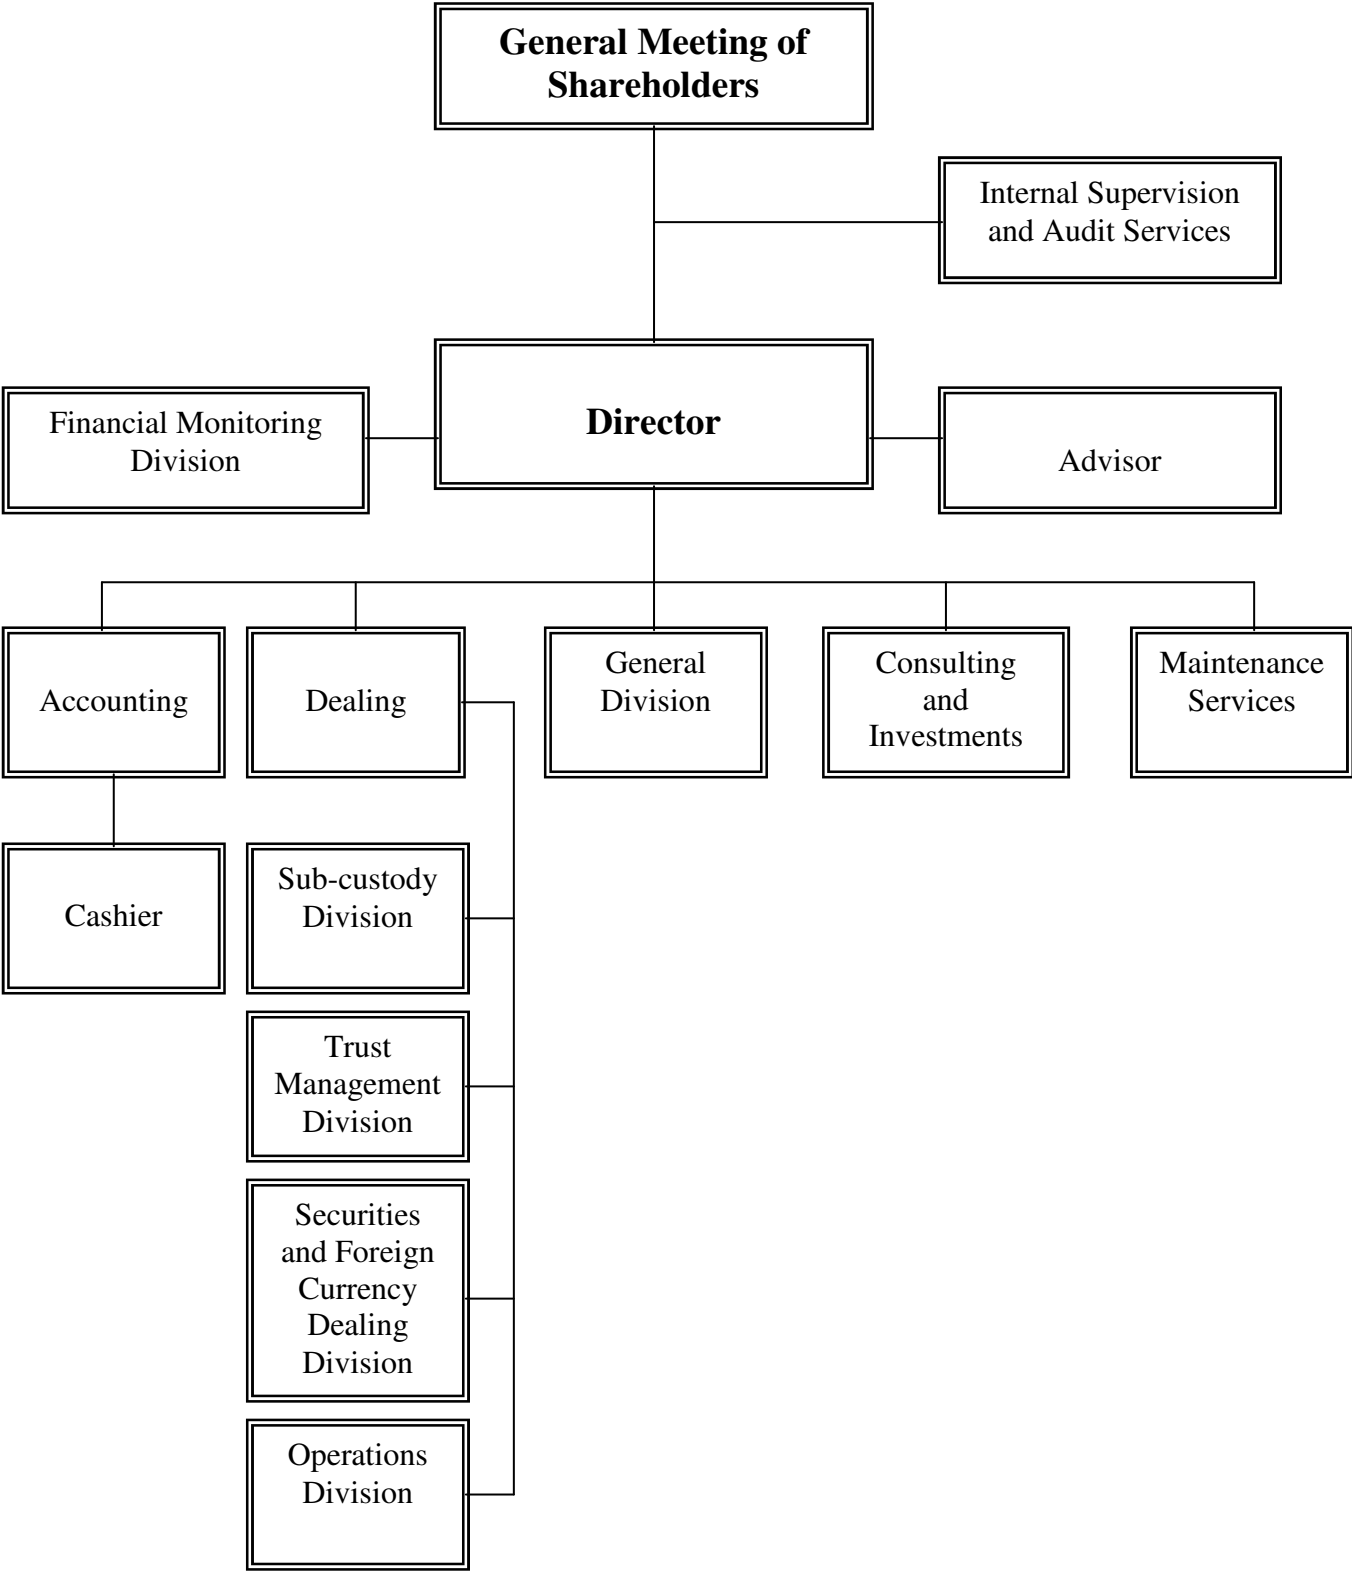 General Meeting of
Shareholders
Internal Supervision
and Audit Services
Financial Monitoring
Division
Director
Advisor
Accounting
Dealing
General
Division
Consulting
and
Investments
Maintenance
Services
Cashier
Sub-custody
Division
Trust
Management
Division
Securities
and Foreign
Currency
Dealing
Division
Operations
Division